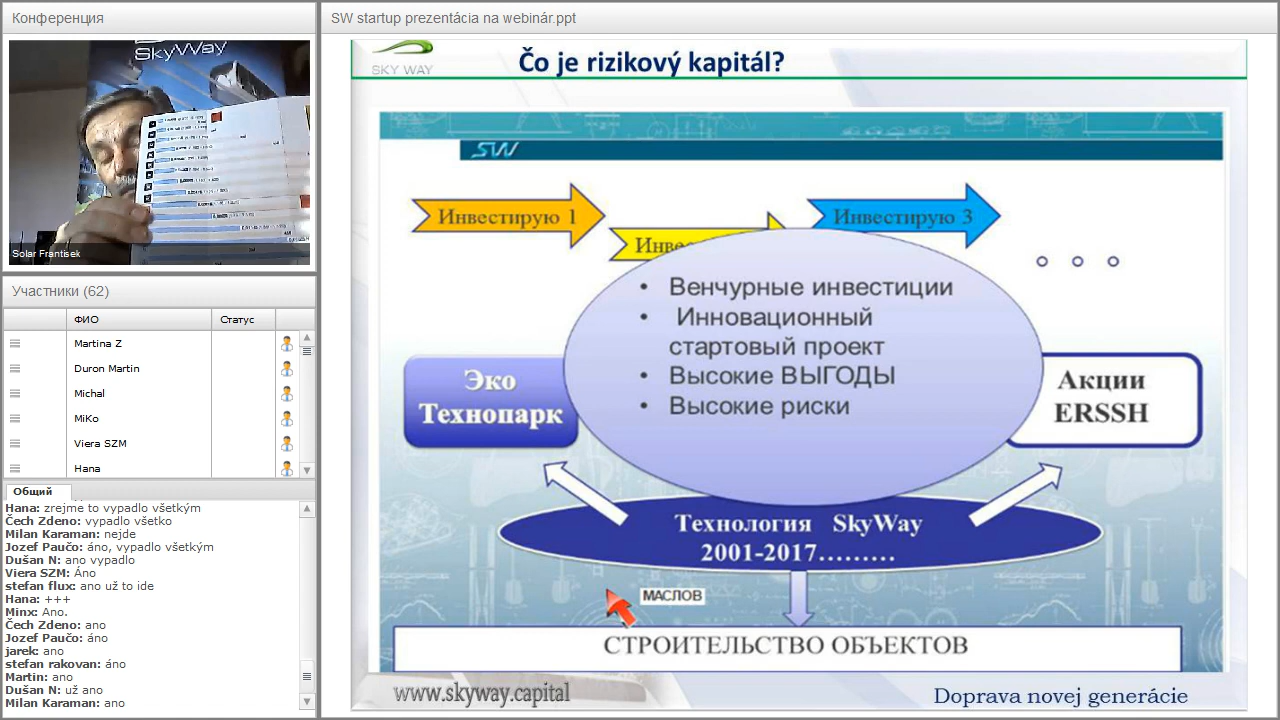 Конференция
SKYWAY
Solar Frantisek
Участники (62)
ФИО
Статус
Martina Z
Duron Martin
Michal
MiKo
Viera SZM
Hana
Общий
Hana: zrejme to vypadlo všetkým
Čech Zdeno: vypadlo všetko
Milan Karaman: nejde
Jozef Paučo: áno, vypadlo všetkým
Dušan N: ano vypadlo
Viera SZM: Áno
stefan flux: ano už to ide
Hana: +++
Minx: Ano.
Čech Zdeno: ano
Jozef Paučo: áno
jarek: ano
stefan rakovan: áno
Martin: ano
Dušan N: už ano
Milan Karaman: ano
SW startup prezentácia na webinár.ppt
SKY WAY
Čo je rizikový kapitál?
SW
Инвестирую 1
Инвес
Инвестирую 3
• Венчурные инвестиции
• Инновационный
стартовый проект
• Высокие ВЫГОДЫ
• Высокие риски
Эко
Технопарк
Акции
ERSSH
Технология SkyWay
2001-2017.........
МАСЛОВ
СТРОИТЕЛЬСТВО ОБЪЕКТОВ
www.skyway.capital
Doprava novej generácie